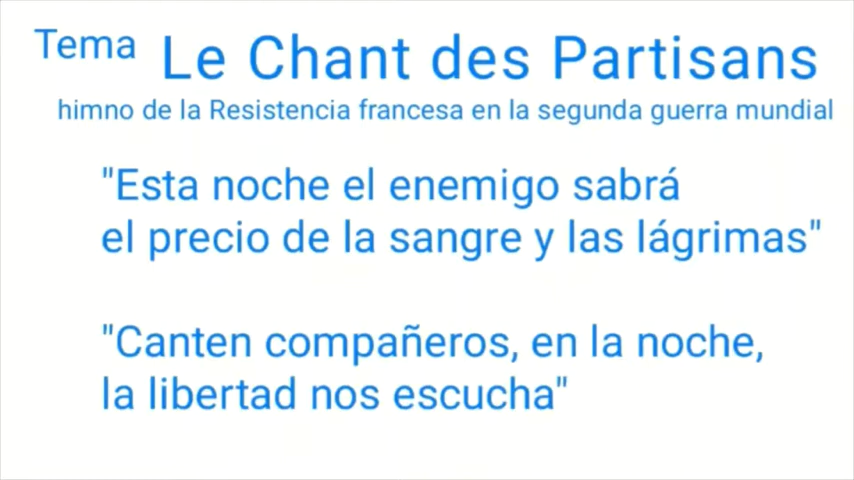 Tema Le Chant des Partisans
himno de la Resistencia francesa en la segunda guerra mundial
"Esta noche el enemigo sabrá
el precio de la sangre y las lágrimas"
"Canten compañeros, en la noche,
la libertad nos escucha"